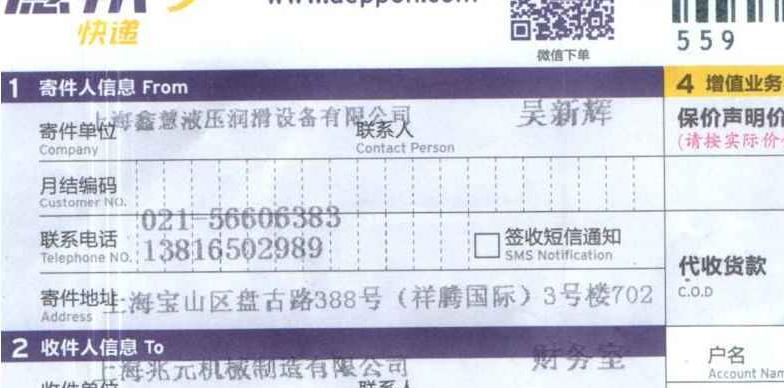 快递
www.deppon.com
微信下单
559
1 寄件人信息 From
4 增值业务
寄件单位 上海鑫慧液压润滑设备有限公司 联系人 吴新辉
Company Contact Person
保价声明价
(请按实际价
月结编码
Customer NO.
021-56606383
联系电话 13816502989 签收短信通知
Telephone NO. SMS Notification
代收货款
C.O.D
寄件地址 上海宝山区盘古路388号（祥腾国际）3号楼702
Address
2 收件人信息 To
上海兆元机械制造有限公司 财务室
收件单位 联系人
户名
Account Nam